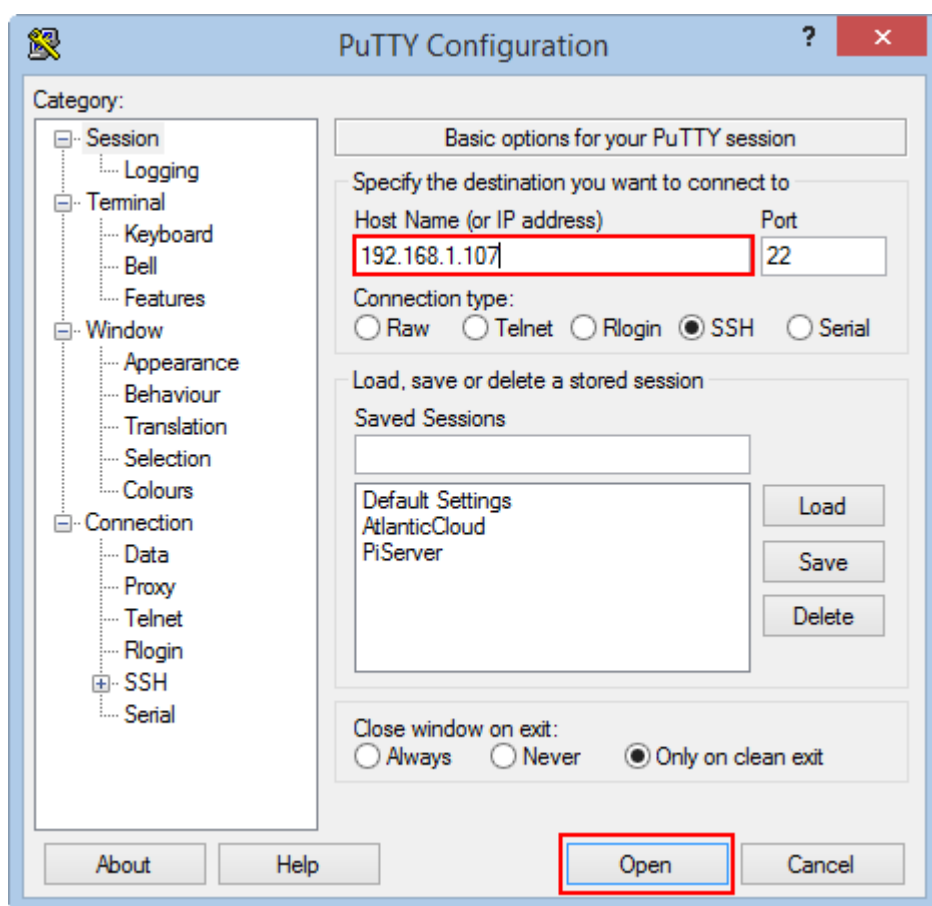 PuTTY Configuration
?
Category:
Session
Logging
Terminal
Keyboard
Bell
Features
Window
Appearance
Behaviour
Translation
Selection
Colours
Connection
Data
Proxy
Telnet
Rlogin
SSH
Serial
Basic options for your PuTTY session
Specify the destination you want to connect to
Host Name (or IP address) Port
192.168.1.107 22
Connection type:
Raw Telnet Rlogin SSH Serial
Load, save or delete a stored session
Saved Sessions
Default Settings
AtlanticCloud
PiServer
Load
Save
Delete
Close window on exit:
Always Never Only on clean exit
About Help Open Cancel